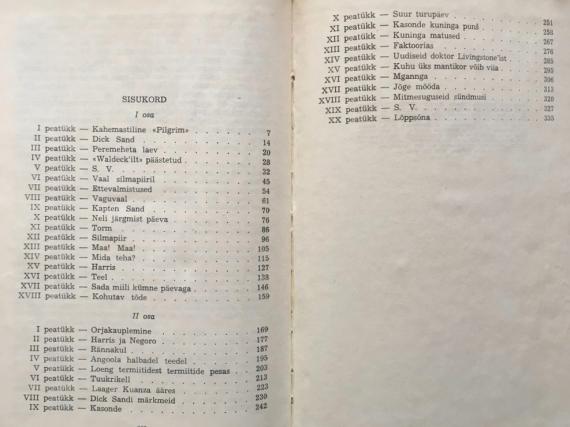 SISUKORD
I osa
I peatükk — Kahemastiline «Pilgrim» 7
II peatükk — Dick Sand 14
III peatükk — Peremeheta laev 20
IV peatükk — «Waldeck'ilt» päästetud 28
V peatükk — S. V. 32
VI peatükk — Vaal silmapiiril 45
VII peatükk — Ettevalmistused 54
VIII peatükk — Vaguvaal 61
IX peatükk — Kapten Sand 70
X peatükk — Neli järgmist päeva 76
XI peatükk — Torm 86
XII peatükk — Silmapiir 96
XIII peatükk — Maa! Maa! 105
XIV peatükk — Mida teha? 115
XV peatükk — Harris 127
XVI peatükk — Teel 138
XVII peatükk — Sada miili kümne päevaga 146
XVIII peatükk — Kohutav tõde 159
II osa
I peatükk — Orjakauplemine 169
II peatükk — Harris ja Negoro 177
III peatükk — Rännakul 187
IV peatükk — Angoola halbadel teedel 195
V peatükk — Loeng termiitidest termiitide pesas 203
VI peatükk — Tuukrikell 213
VII peatükk — Laager Kuanza ääres 223
VIII peatükk — Dick Sandi märkmeid 230
IX peatükk — Kasonde 242
X peatükk — Suur turupäev 251
XI peatükk — Kasonde kuninga punš 258
XII peatükk — Kuninga matused 267
XIII peatükk — Faktoorias 276
XIV peatükk — Uudiseid doktor Livingstone'ist 285
XV peatükk — Kuhu üks mantikor võib viia 295
XVI peatükk — Mgannga 306
XVII peatükk — Jõge mööda 313
XVIII peatükk — Mitmesuguseid sündmusi 320
XIX peatükk — S. V. 327
XX peatükk — Lõppsõna 335